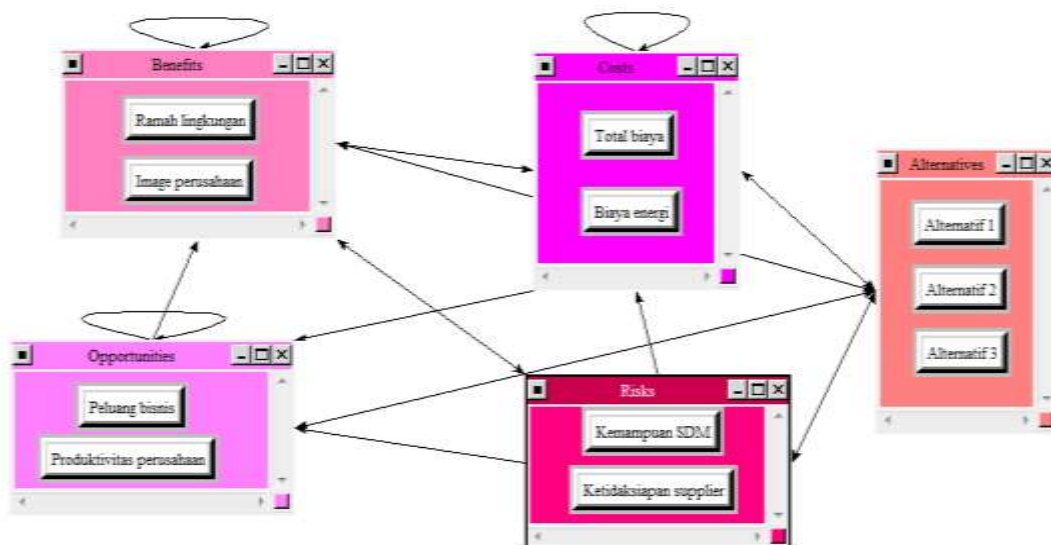 Benefits
Ramah lingkungan
Image perusahaan
Costs
Total biaya
Biaya energi
Alternatives
Alternatif 1
Alternatif 2
Alternatif 3
Opportunities
Peluang bisnis
Produktivitas perusahaan
Risks
Kemampuan SDM
Ketidaksiapan supplier